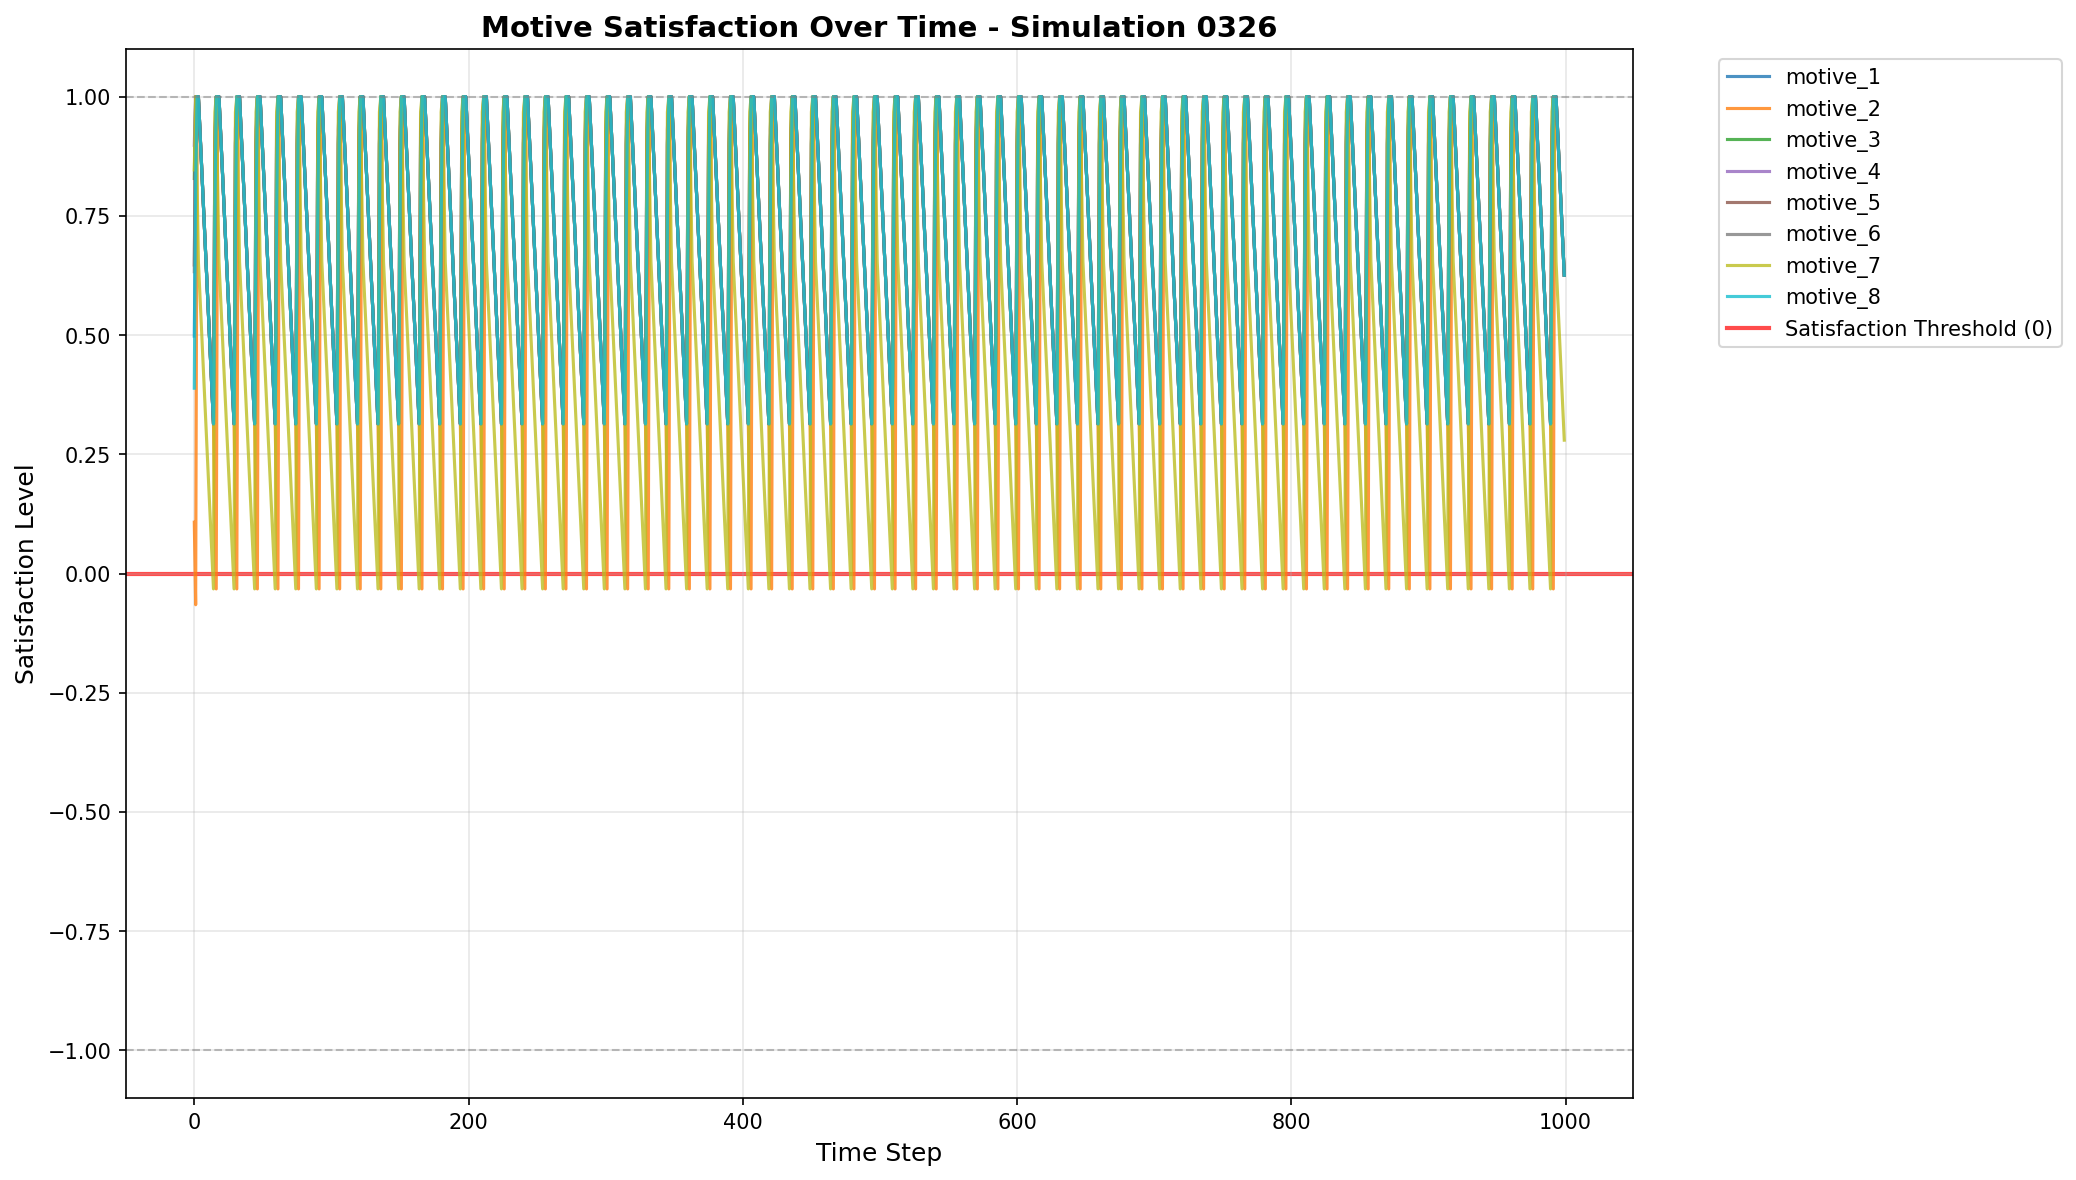 Motive Satisfaction Over Time - Simulation 0326
1.00
0.75
0.50
0.25
0.00
−0.25
−0.50
−0.75
−1.00
Satisfaction Level
0 200 400 600 800 1000
Time Step
motive_1
motive_2
motive_3
motive_4
motive_5
motive_6
motive_7
motive_8
Satisfaction Threshold (0)